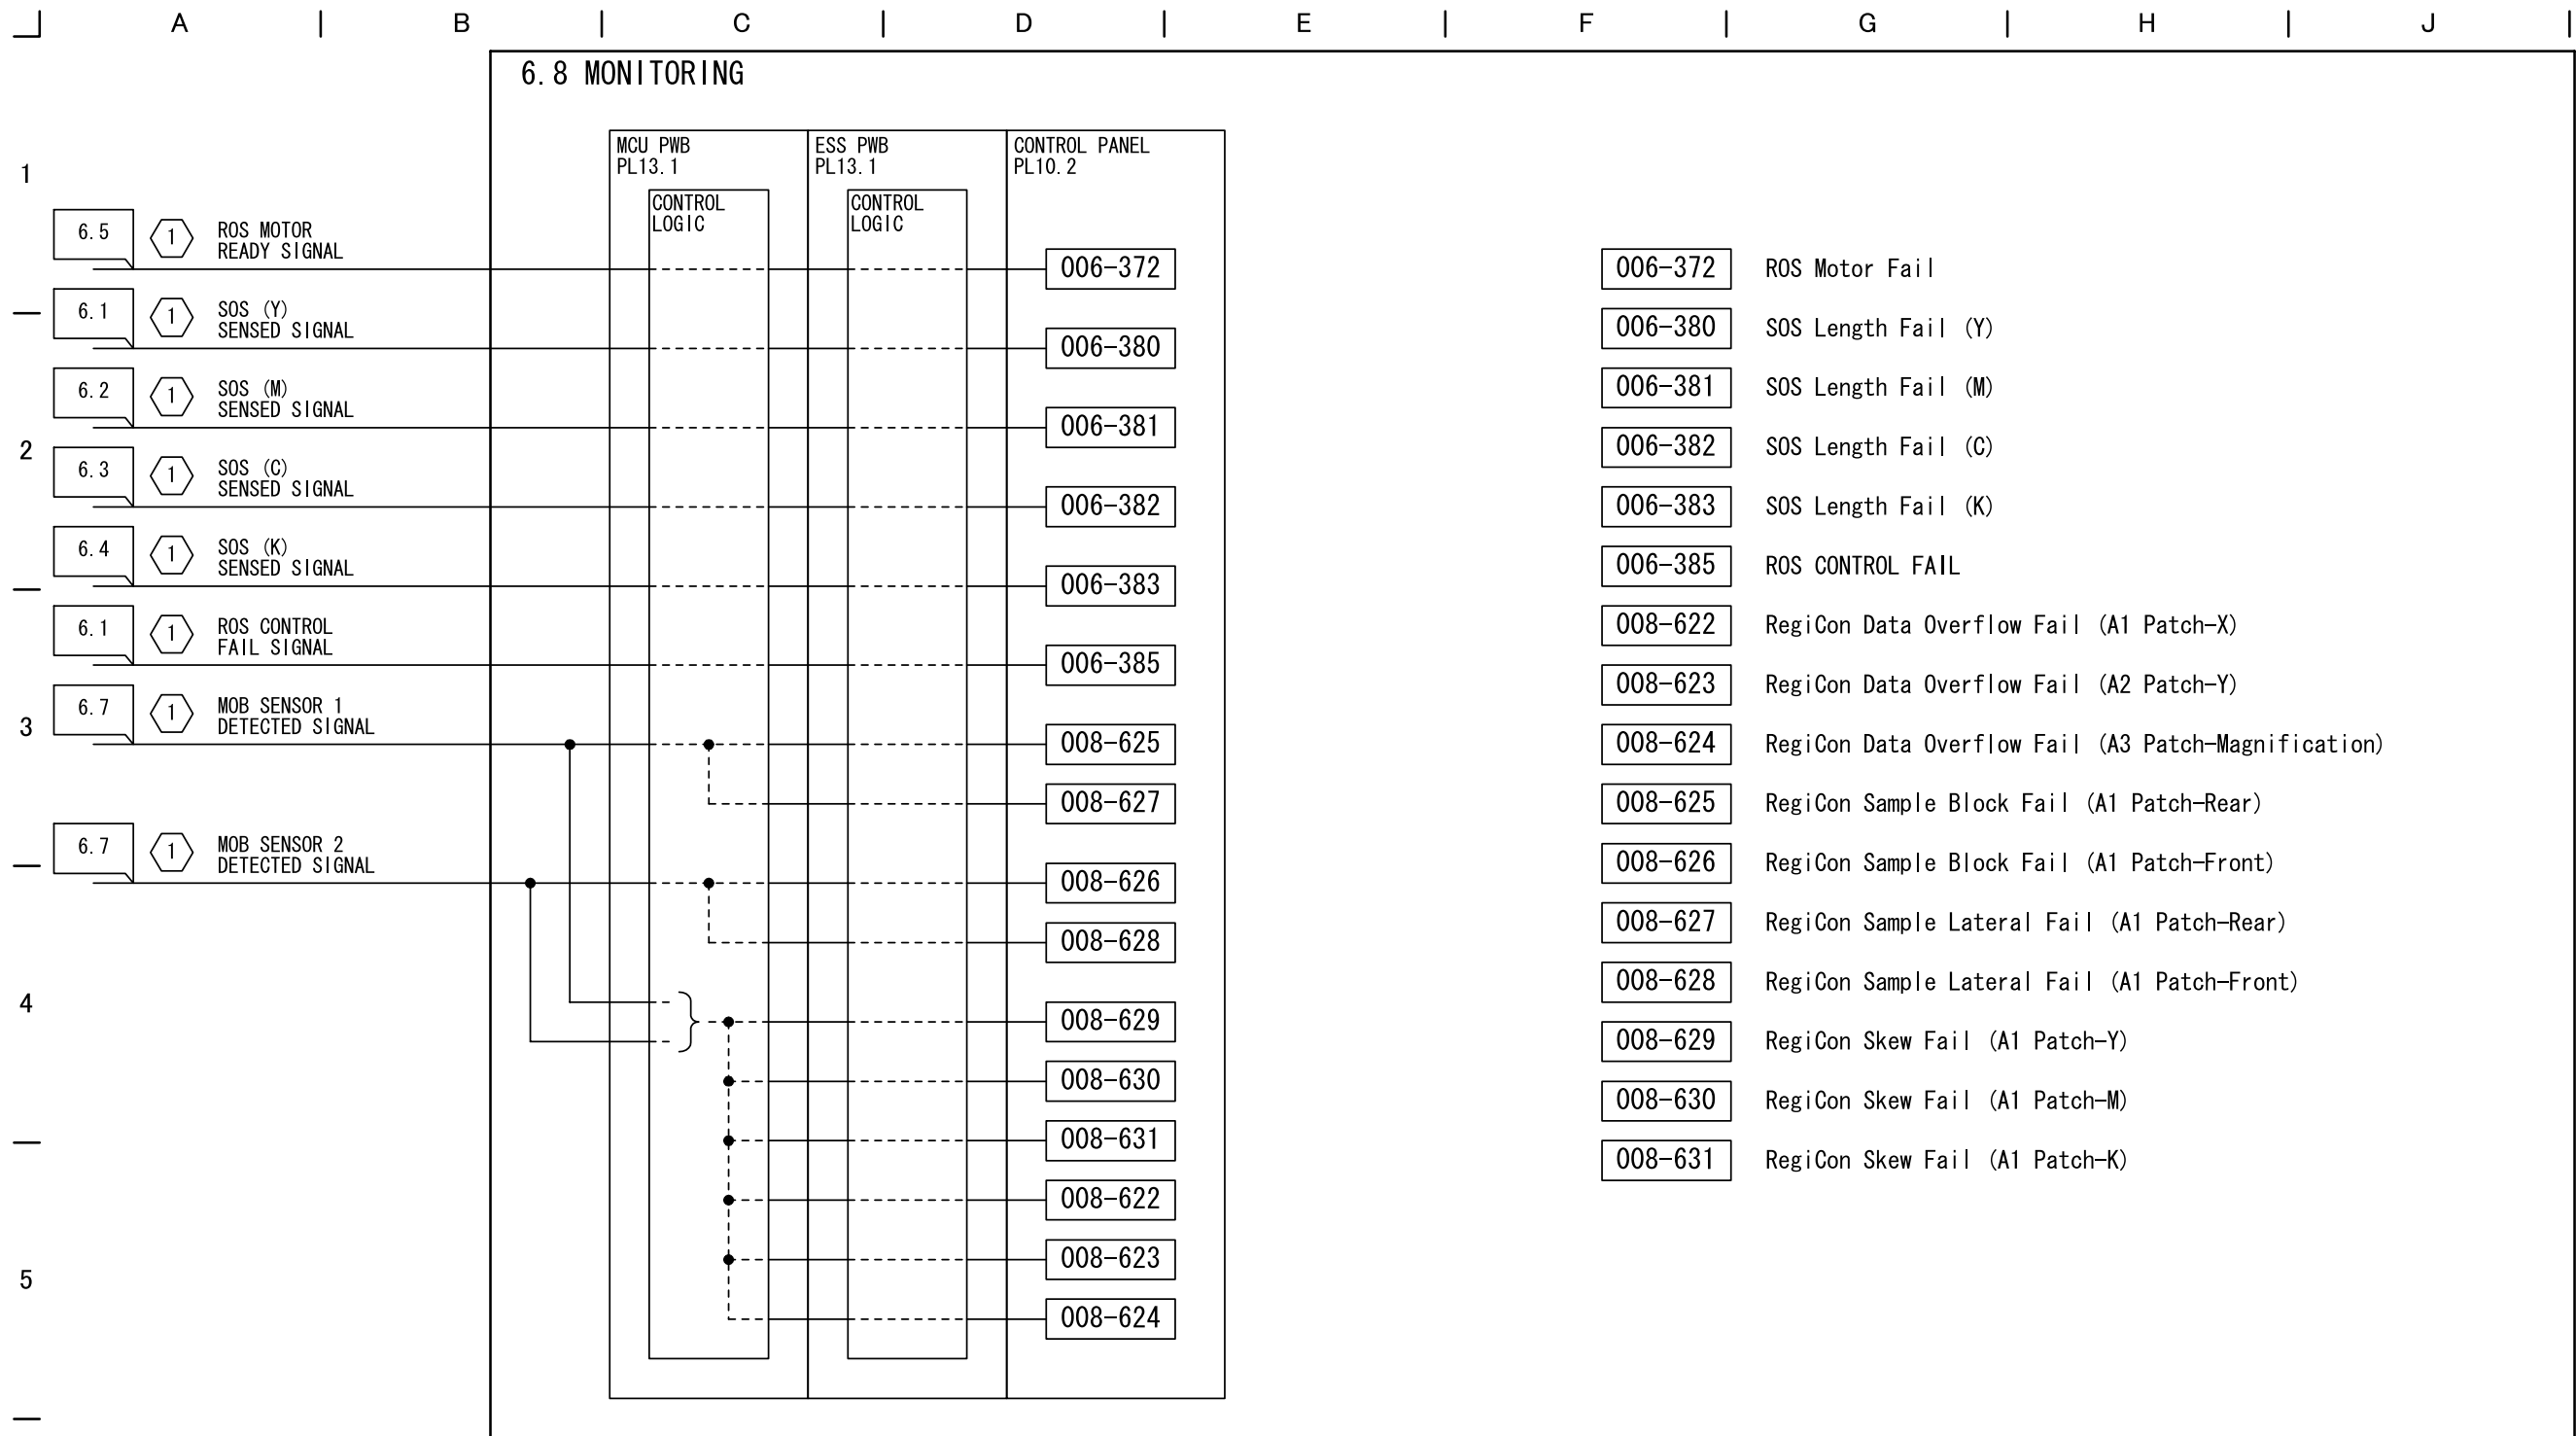 A B C D E F G H J
6.8 MONITORING
1
2
3
4
5
MCU PWB
PL13.1
CONTROL
LOGIC
ESS PWB
PL13.1
CONTROL
LOGIC
CONTROL PANEL
PL10.2
6.5 1 ROS MOTOR
READY SIGNAL
006-372
6.1 1 SOS (Y)
SENSED SIGNAL
006-380
6.2 1 SOS (M)
SENSED SIGNAL
006-381
6.3 1 SOS (C)
SENSED SIGNAL
006-382
6.4 1 SOS (K)
SENSED SIGNAL
006-383
6.1 1 ROS CONTROL
FAIL SIGNAL
006-385
6.7 1 MOB SENSOR 1
DETECTED SIGNAL
008-625
008-627
6.7 1 MOB SENSOR 2
DETECTED SIGNAL
008-626
008-628
008-629
008-630
008-631
008-622
008-623
008-624
006-372 ROS Motor Fail
006-380 SOS Length Fail (Y)
006-381 SOS Length Fail (M)
006-382 SOS Length Fail (C)
006-383 SOS Length Fail (K)
006-385 ROS CONTROL FAIL
008-622 RegiCon Data Overflow Fail (A1 Patch-X)
008-623 RegiCon Data Overflow Fail (A2 Patch-Y)
008-624 RegiCon Data Overflow Fail (A3 Patch-Magnification)
008-625 RegiCon Sample Block Fail (A1 Patch-Rear)
008-626 RegiCon Sample Block Fail (A1 Patch-Front)
008-627 RegiCon Sample Lateral Fail (A1 Patch-Rear)
008-628 RegiCon Sample Lateral Fail (A1 Patch-Front)
008-629 RegiCon Skew Fail (A1 Patch-Y)
008-630 RegiCon Skew Fail (A1 Patch-M)
008-631 RegiCon Skew Fail (A1 Patch-K)